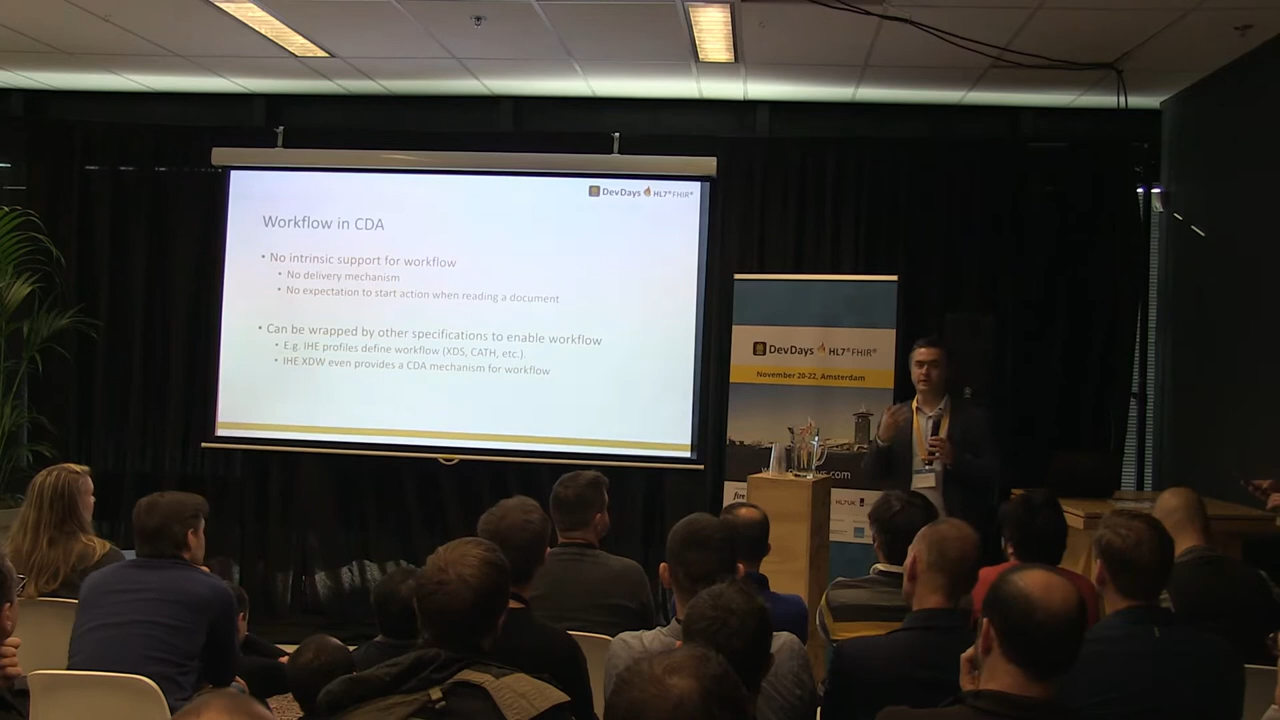 DevDays HL7® FHIR®
Workflow in CDA
• No intrinsic support for workflow
• No delivery mechanism
• No expectation to start action when reading a document
• Can be wrapped by other specifications to enable workflow
• E.g. IHE profiles define workflow (XDS, CATH, etc.).
• IHE XDW even provides a CDA mechanism for workflow
DevDays HL7® FHIR®
November 20-22, Amsterdam
fire
HL7UK